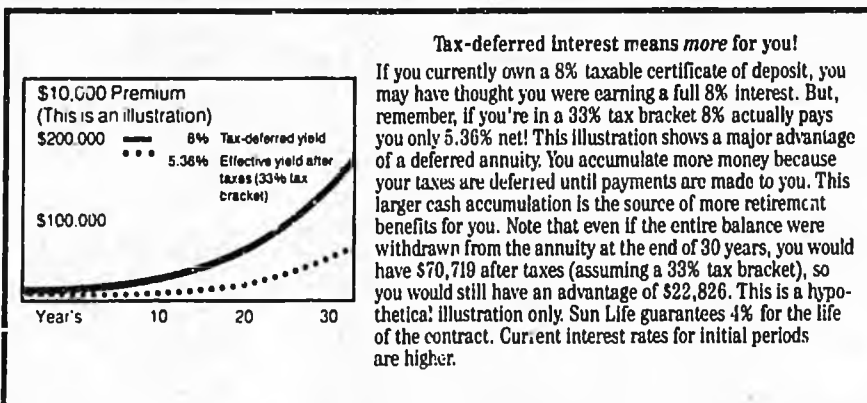 Tax-deferred interest means more for you!
If you currently own a 8% taxable certificate of deposit, you
may have thought you were earning a full 8% interest. But,
remember, if you're in a 33% tax bracket 8% actually pays
you only 5.36% net! This illustration shows a major advantage
of a deferred annuity. You accumulate more money because
your taxes are deferred until payments are made to you. This
larger cash accumulation is the source of more retirement
benefits for you. Note that even if the entire balance were
withdrawn from the annuity at the end of 30 years, you would
have $70,719 after taxes (assuming a 33% tax bracket), so
you would still have an advantage of $22,826. This is a hypo-
thetical illustration only. Sun Life guarantees 4% for the life
of the contract. Current interest rates for initial periods
are higher.
$10,000 Premium
(This is an illustration)
$200.000 8% Tax-deferred yield
5.36% Effective yield after
taxes (33% tax
bracket)
$100.000
Year's 10 20 30